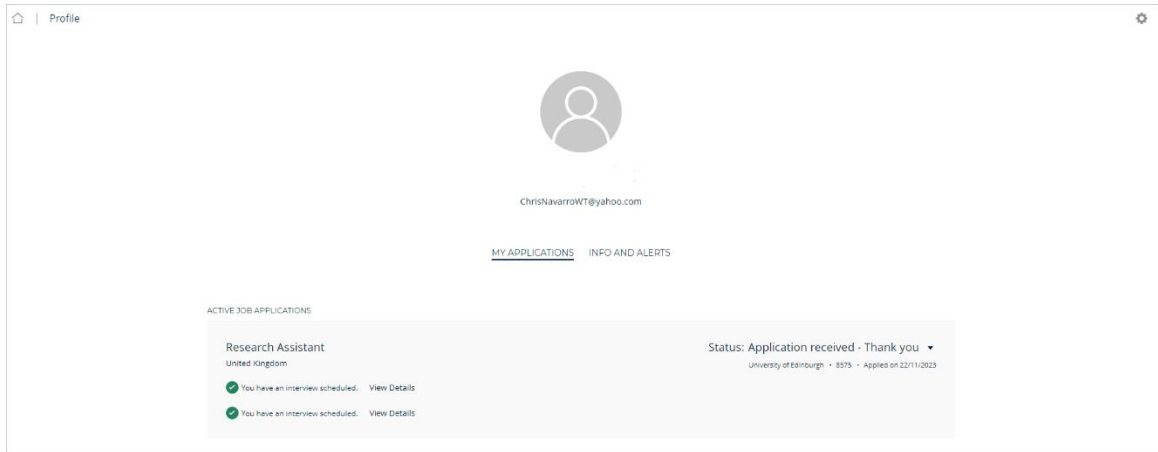 Profile
ChrisNavarroWT@yahoo.com
MY APPLICATIONS INFO AND ALERTS
ACTIVE JOB APPLICATIONS
Research Assistant
United Kingdom
Status: Application received - Thank you
University of Edinburgh • 8575 • Applied on 22/11/2023
You have an interview scheduled. View Details
You have an interview scheduled. View Details